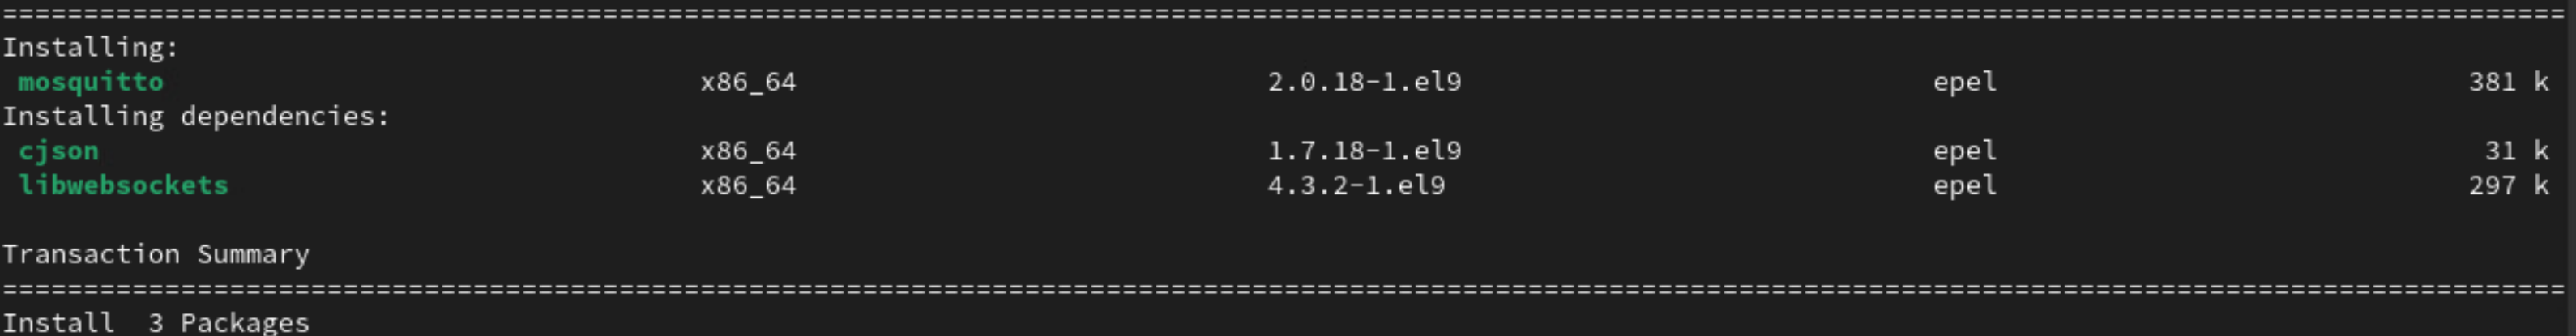 ================================================================================================================================================================
Installing:
 mosquitto                                 x86_64                             2.0.18-1.el9                             epel                             381 k
Installing dependencies:
 cjson                                     x86_64                             1.7.18-1.el9                             epel                              31 k
 libwebsockets                             x86_64                             4.3.2-1.el9                              epel                             297 k

Transaction Summary
================================================================================================================================================================
Install  3 Packages